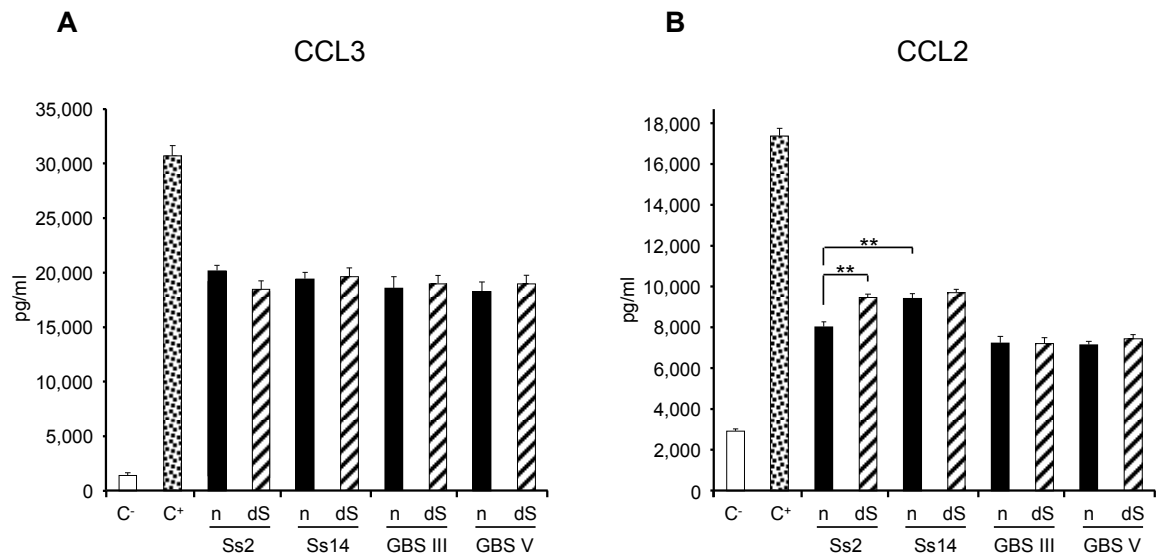 A
CCL3
35,000
30,000
25,000
20,000
15,000
10,000
5,000
0
pg/ml
C- C+ n dS n dS n dS n dS
Ss2 Ss14 GBS III GBS V
B
CCL2
18,000
16,000
14,000
12,000
10,000
8,000
6,000
4,000
2,000
0
pg/ml
**
**
C- C+ n dS n dS n dS n dS
Ss2 Ss14 GBS III GBS V